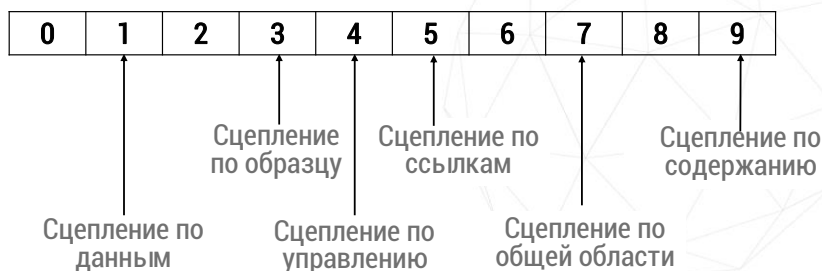 0 1 2 3 4 5 6 7 8 9
Сцепление
по образцу
Сцепление по
ссылкам
Сцепление по
содержанию
Сцепление по
данным
Сцепление по
управлению
Сцепление по
общей области